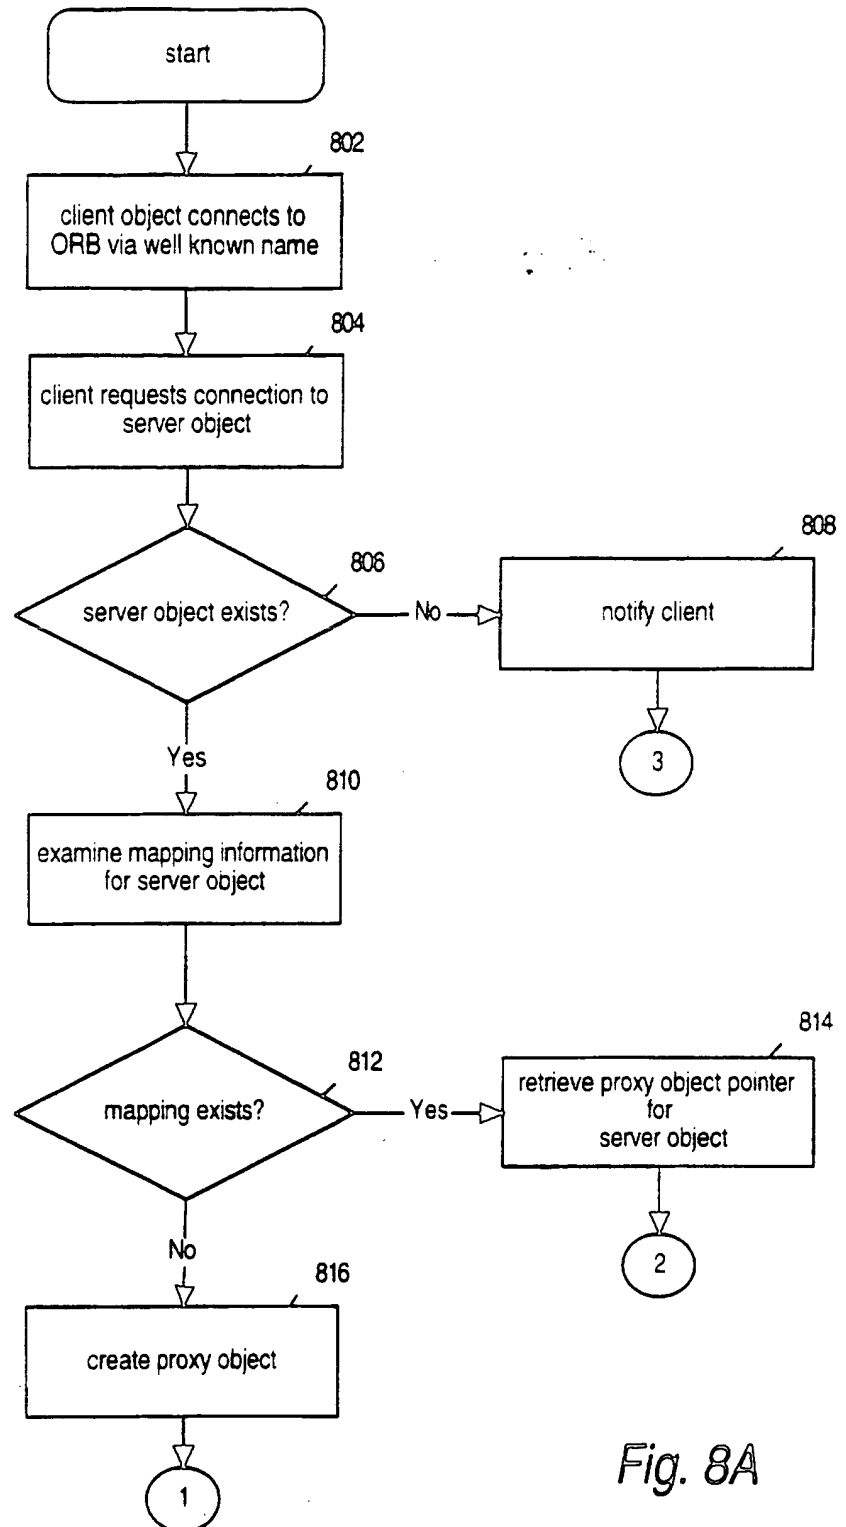 start
802
client object connects to
ORB via well known name
804
client requests connection to
server object
806
server object exists?
No
808
notify client
3
Yes
810
examine mapping information
for server object
812
mapping exists?
Yes
814
retrieve proxy object pointer
for
server object
2
No
816
create proxy object
1
Fig. 8A